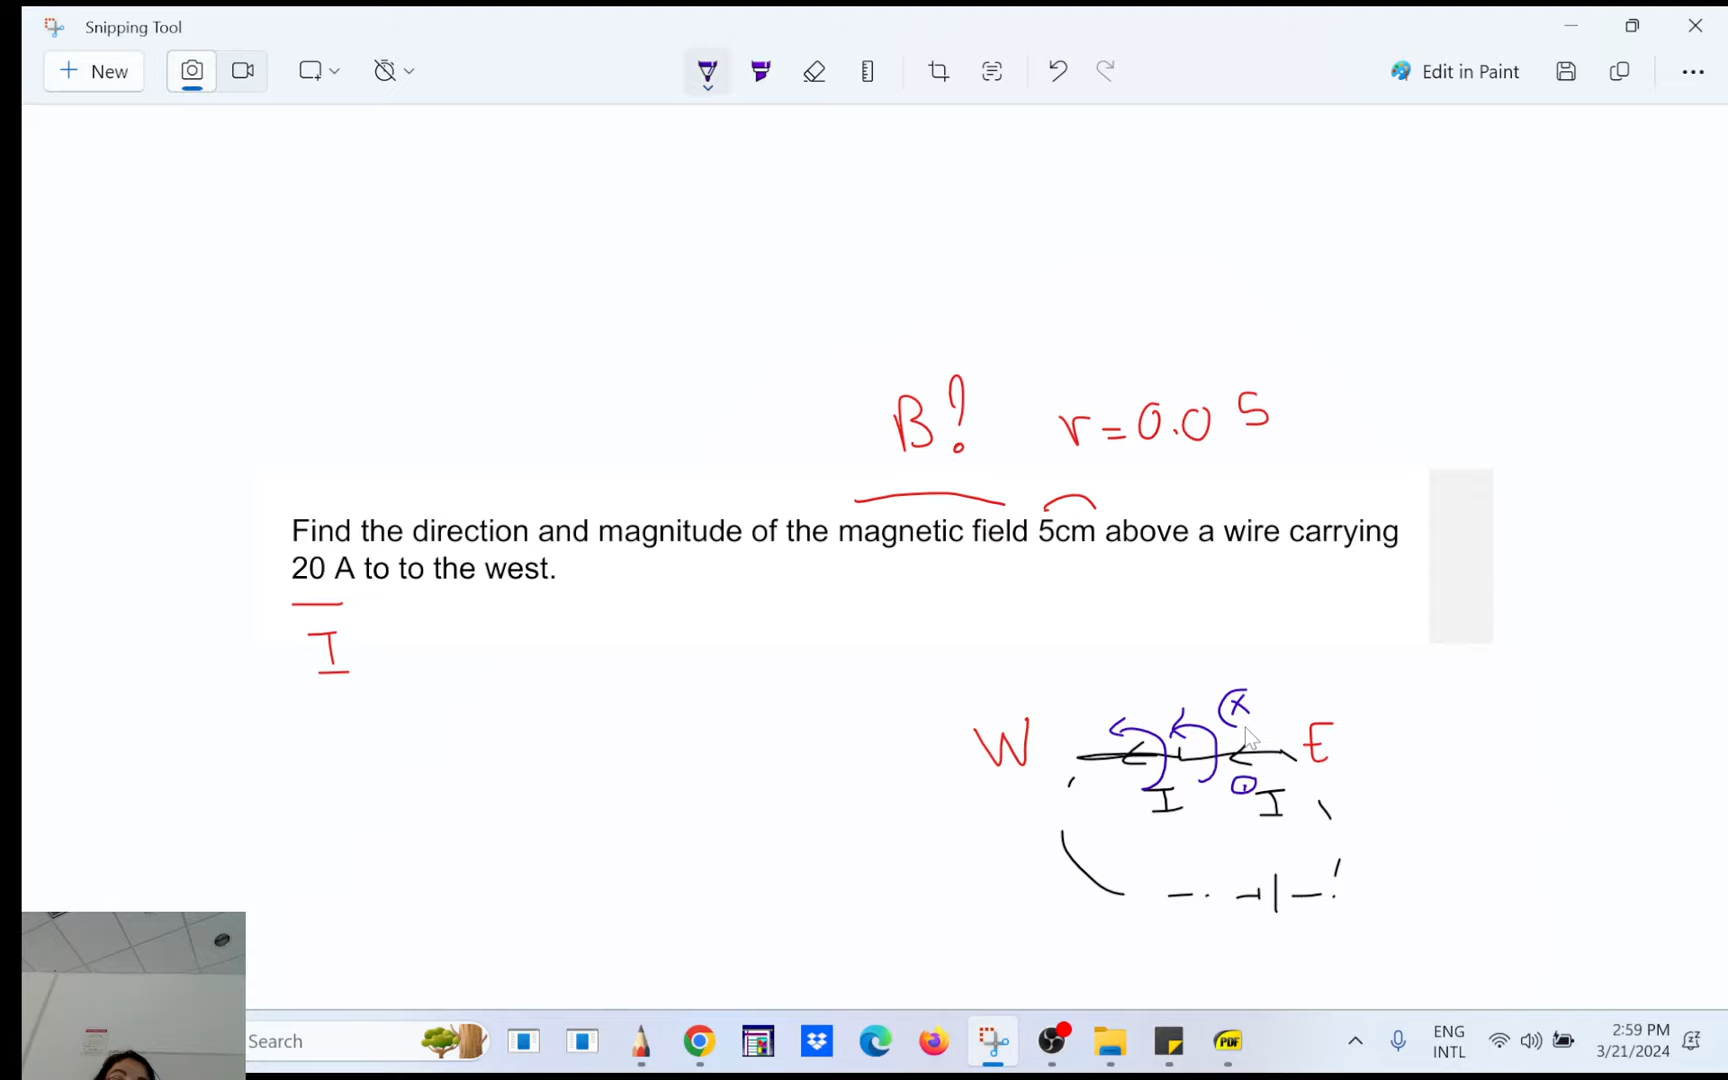 Snipping Tool
New
Edit in Paint
B? r = 0.05
Find the direction and magnitude of the magnetic field 5cm above a wire carrying
20 A to to the west.
I
W E
I I
Search
PDF
ENG
INTL
2:59 PM
3/21/2024